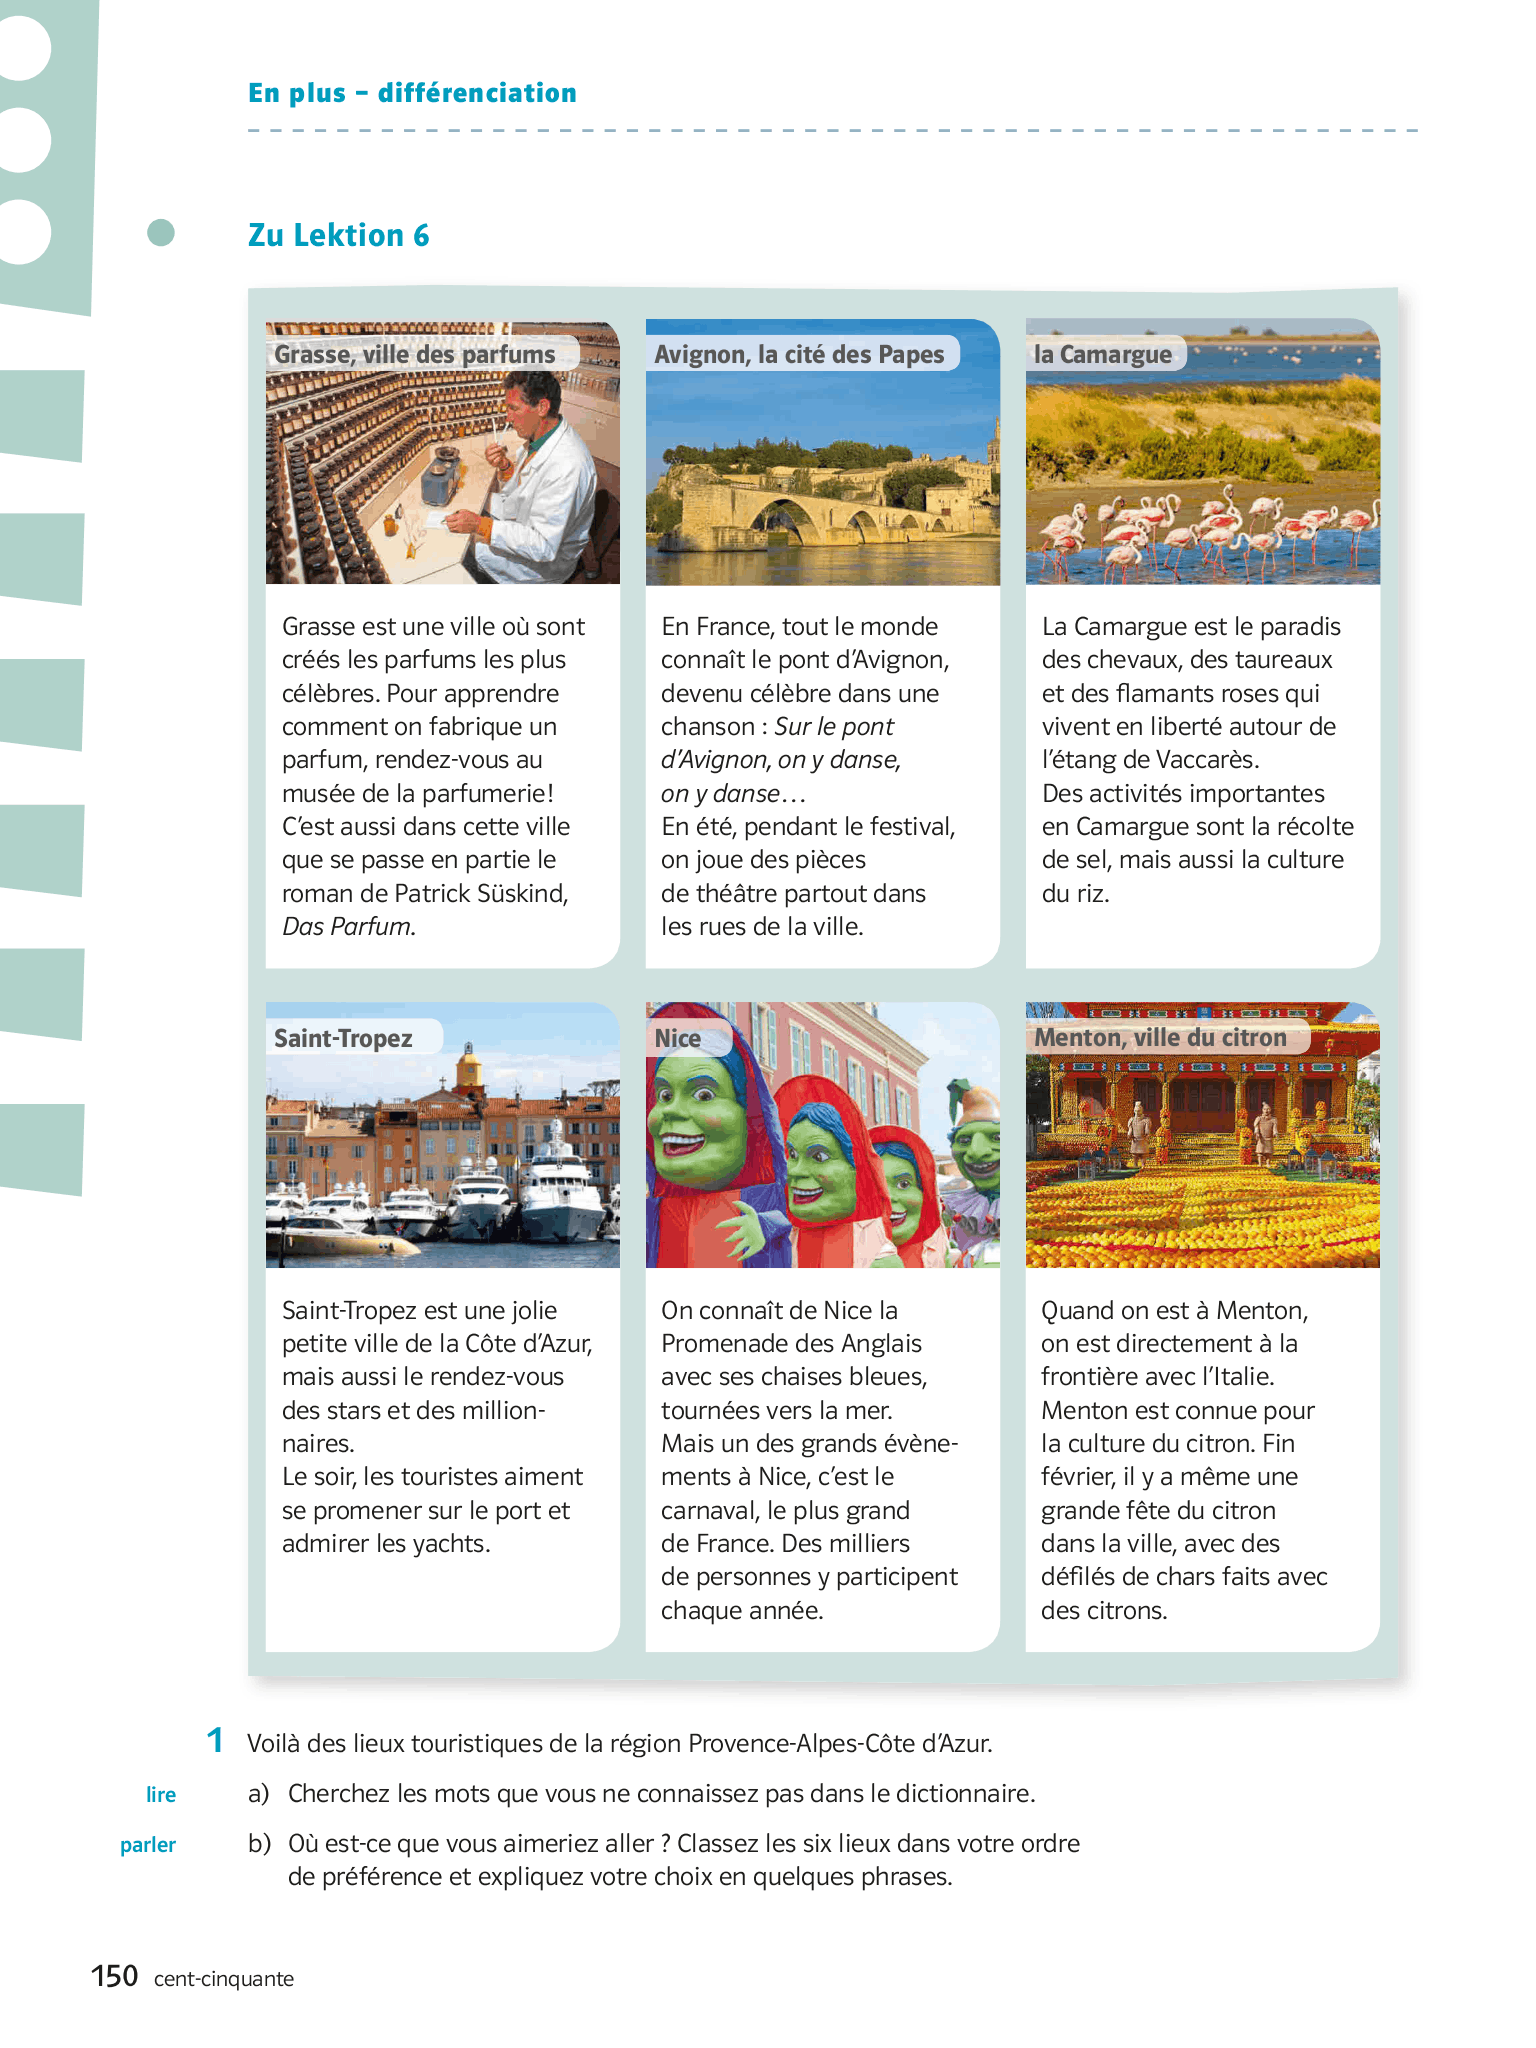 En plus – différenciation
Zu Lektion 6
Grasse, ville des parfums
Grasse est une ville où sont
créés les parfums les plus
célèbres. Pour apprendre
comment on fabrique un
parfum, rendez-vous au
musée de la parfumerie!
C’est aussi dans cette ville
que se passe en partie le
roman de Patrick Süskind,
Das Parfum.
Avignon, la cité des Papes
En France, tout le monde
connaît le pont d’Avignon,
devenu célèbre dans une
chanson : Sur le pont
d’Avignon, on y danse,
on y danse…
En été, pendant le festival,
on joue des pièces
de théâtre partout dans
les rues de la ville.
la Camargue
La Camargue est le paradis
des chevaux, des taureaux
et des flamants roses qui
vivent en liberté autour de
l’étang de Vaccarès.
Des activités importantes
en Camargue sont la récolte
de sel, mais aussi la culture
du riz.
Saint-Tropez
Saint-Tropez est une jolie
petite ville de la Côte d’Azur,
mais aussi le rendez-vous
des stars et des million-
naires.
Le soir, les touristes aiment
se promener sur le port et
admirer les yachts.
Nice
On connaît de Nice la
Promenade des Anglais
avec ses chaises bleues,
tournées vers la mer.
Mais un des grands évène-
ments à Nice, c’est le
carnaval, le plus grand
de France. Des milliers
de personnes y participent
chaque année.
Menton, ville du citron
Quand on est à Menton,
on est directement à la
frontière avec l’Italie.
Menton est connue pour
la culture du citron. Fin
février, il y a même une
grande fête du citron
dans la ville, avec des
défilés de chars faits avec
des citrons.
1 Voilà des lieux touristiques de la région Provence-Alpes-Côte d’Azur.
lire a) Cherchez les mots que vous ne connaissez pas dans le dictionnaire.
parler b) Où est-ce que vous aimeriez aller ? Classez les six lieux dans votre ordre
de préférence et expliquez votre choix en quelques phrases.
150 cent-cinquante